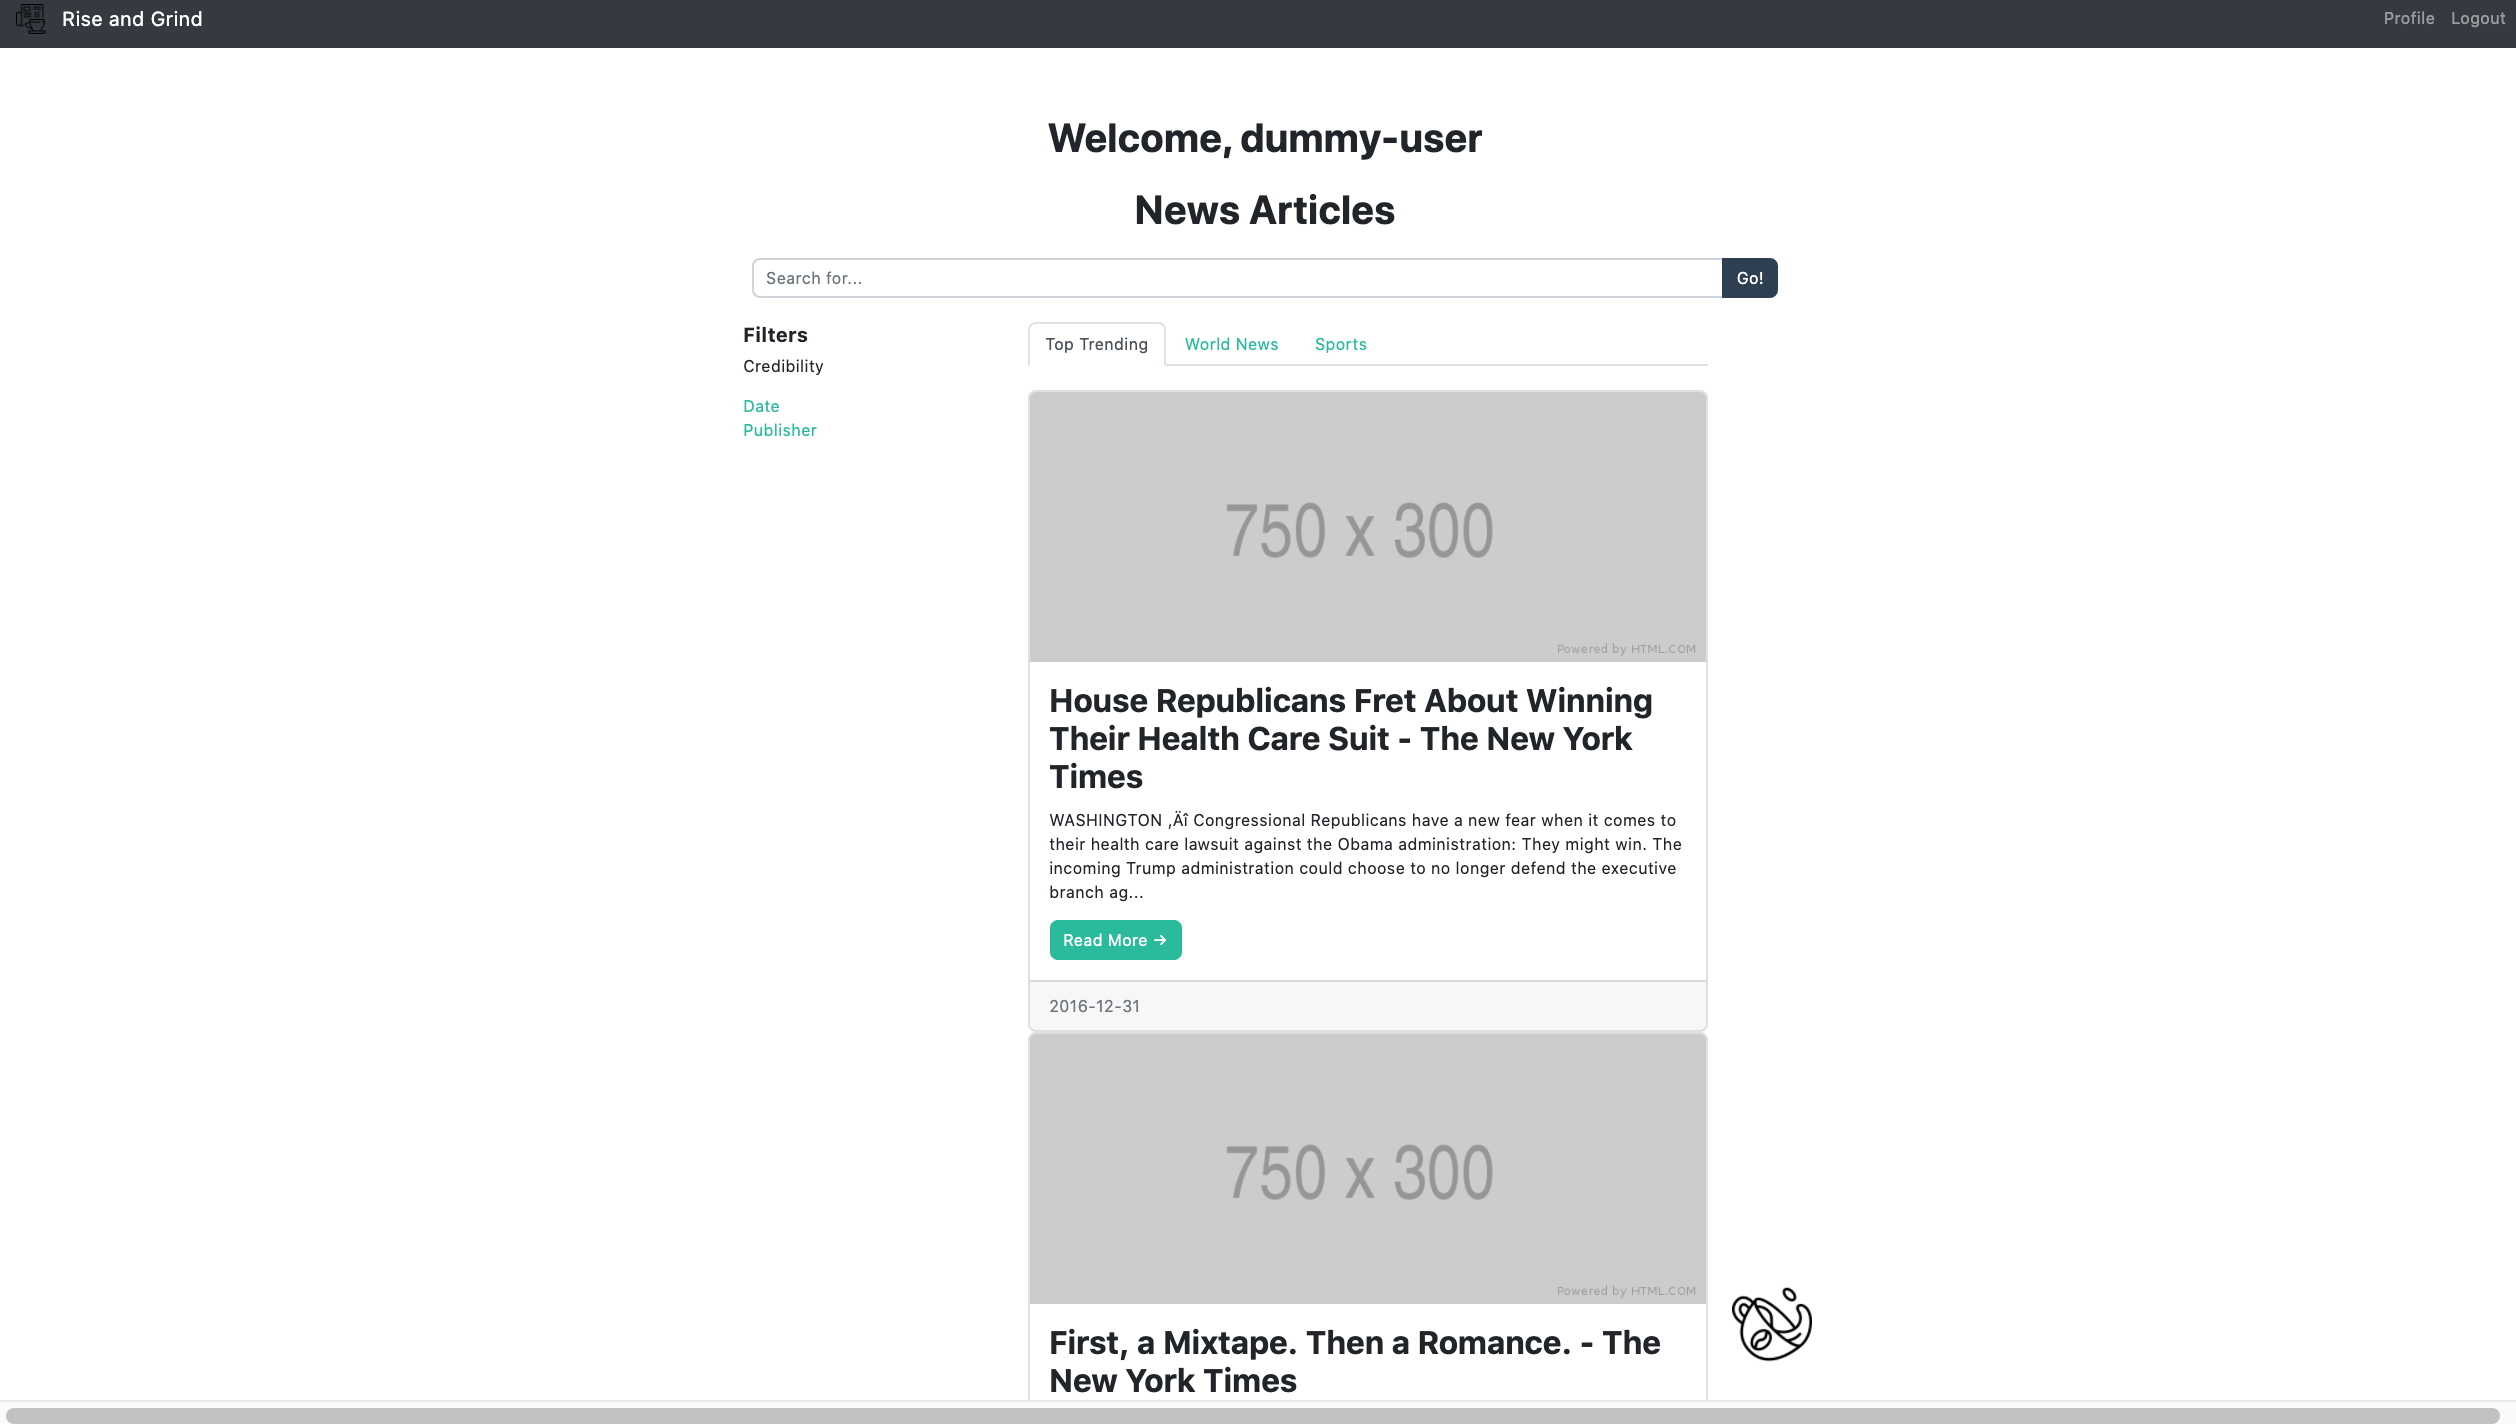 Rise and Grind
Profile Logout
Welcome, dummy-user
News Articles
Search for...
Go!
Filters
Credibility
Date
Publisher
Top Trending World News Sports
750 x 300
Powered by HTML.COM
House Republicans Fret About Winning
Their Health Care Suit - The New York
Times
WASHINGTON ‚Äî Congressional Republicans have a new fear when it comes to
their health care lawsuit against the Obama administration: They might win. The
incoming Trump administration could choose to no longer defend the executive
branch ag...
Read More →
2016-12-31
750 x 300
Powered by HTML.COM
First, a Mixtape. Then a Romance. - The
New York Times